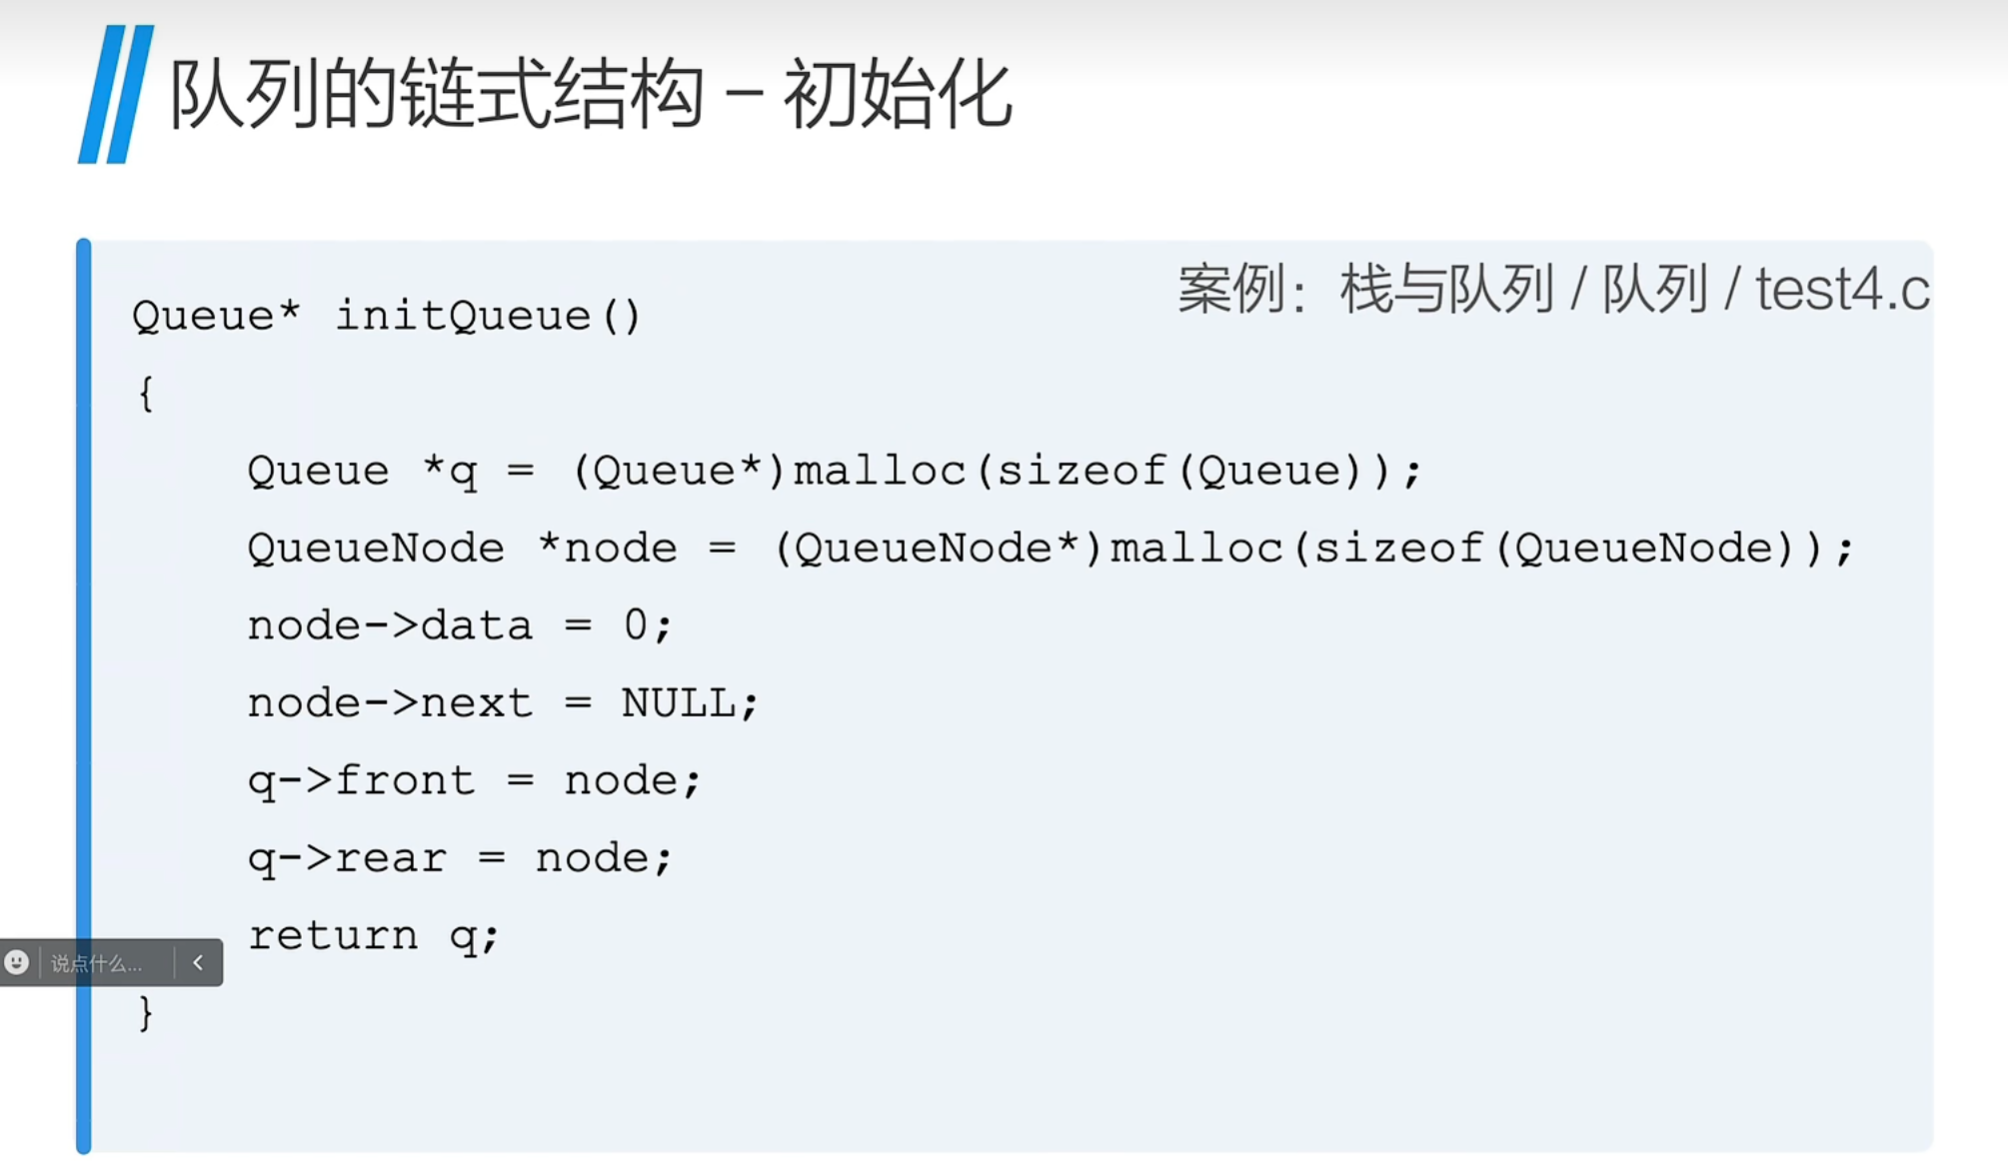 队列的链式结构 – 初始化
案例：栈与队列 / 队列 / test4.c
Queue* initQueue()
{
    Queue *q = (Queue*)malloc(sizeof(Queue));
    QueueNode *node = (QueueNode*)malloc(sizeof(QueueNode));
    node->data = 0;
    node->next = NULL;
    q->front = node;
    q->rear = node;
    return q;
说点什么...
}